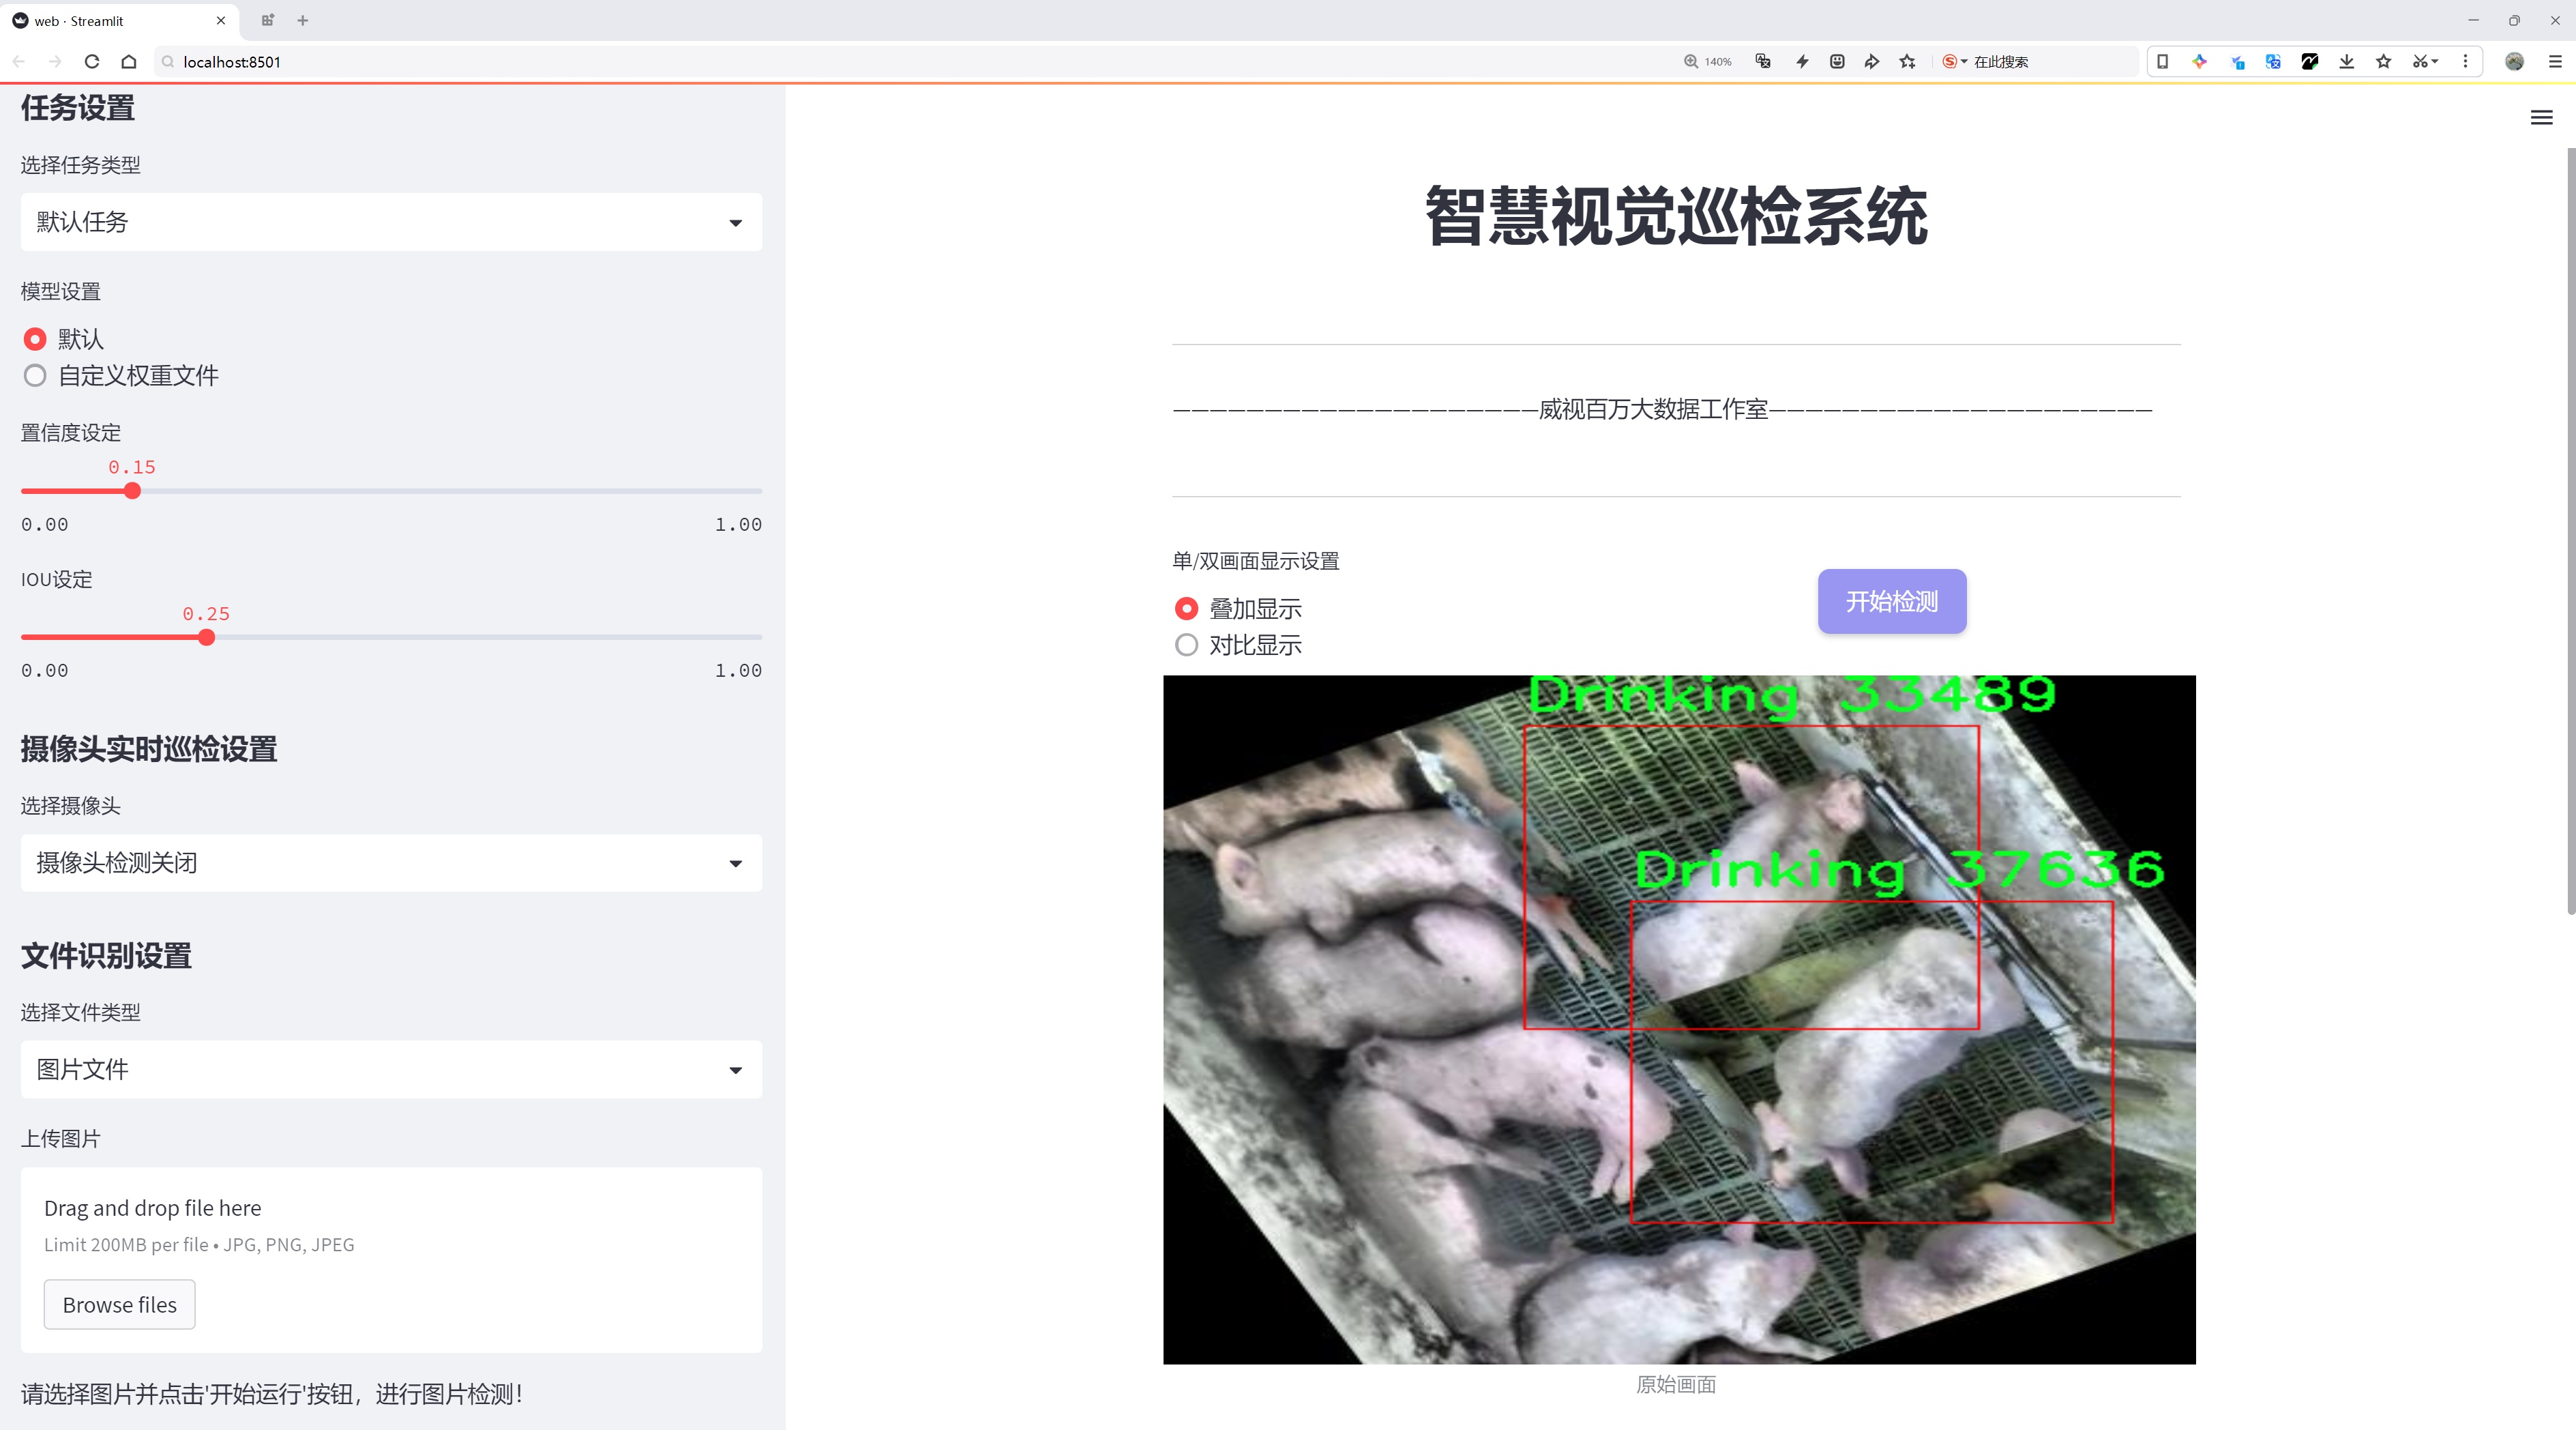 web · Streamlit
localhost:8501
140%
在此搜索
任务设置
选择任务类型
默认任务
模型设置
默认
自定义权重文件
置信度设定
0.15
0.00
1.00
IOU设定
0.25
0.00
1.00
摄像头实时巡检设置
选择摄像头
摄像头检测关闭
文件识别设置
选择文件类型
图片文件
上传图片
Drag and drop file here
Limit 200MB per file • JPG, PNG, JPEG
Browse files
请选择图片并点击'开始运行'按钮，进行图片检测！
智慧视觉巡检系统
————————————————————威视百万大数据工作室—————————————————————
单/双画面显示设置
叠加显示
对比显示
开始检测
Drinking 33489
Drinking 37636
原始画面